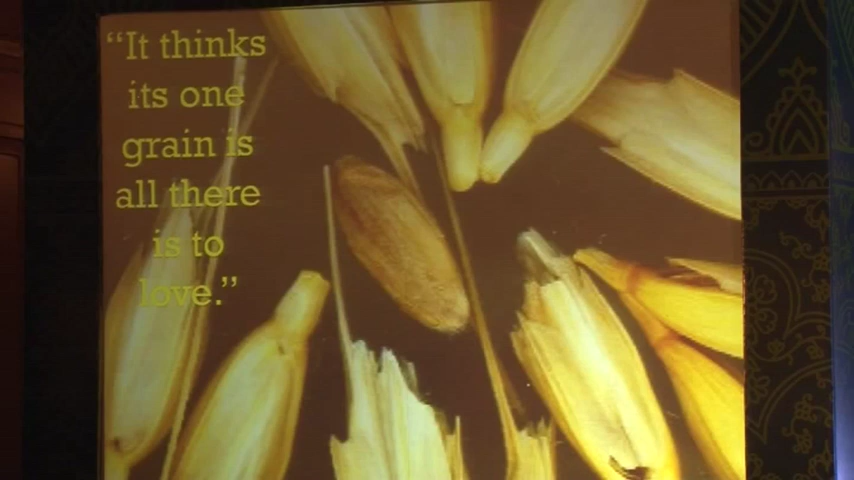 “It thinks
its one
grain is
all there
is to
love.”